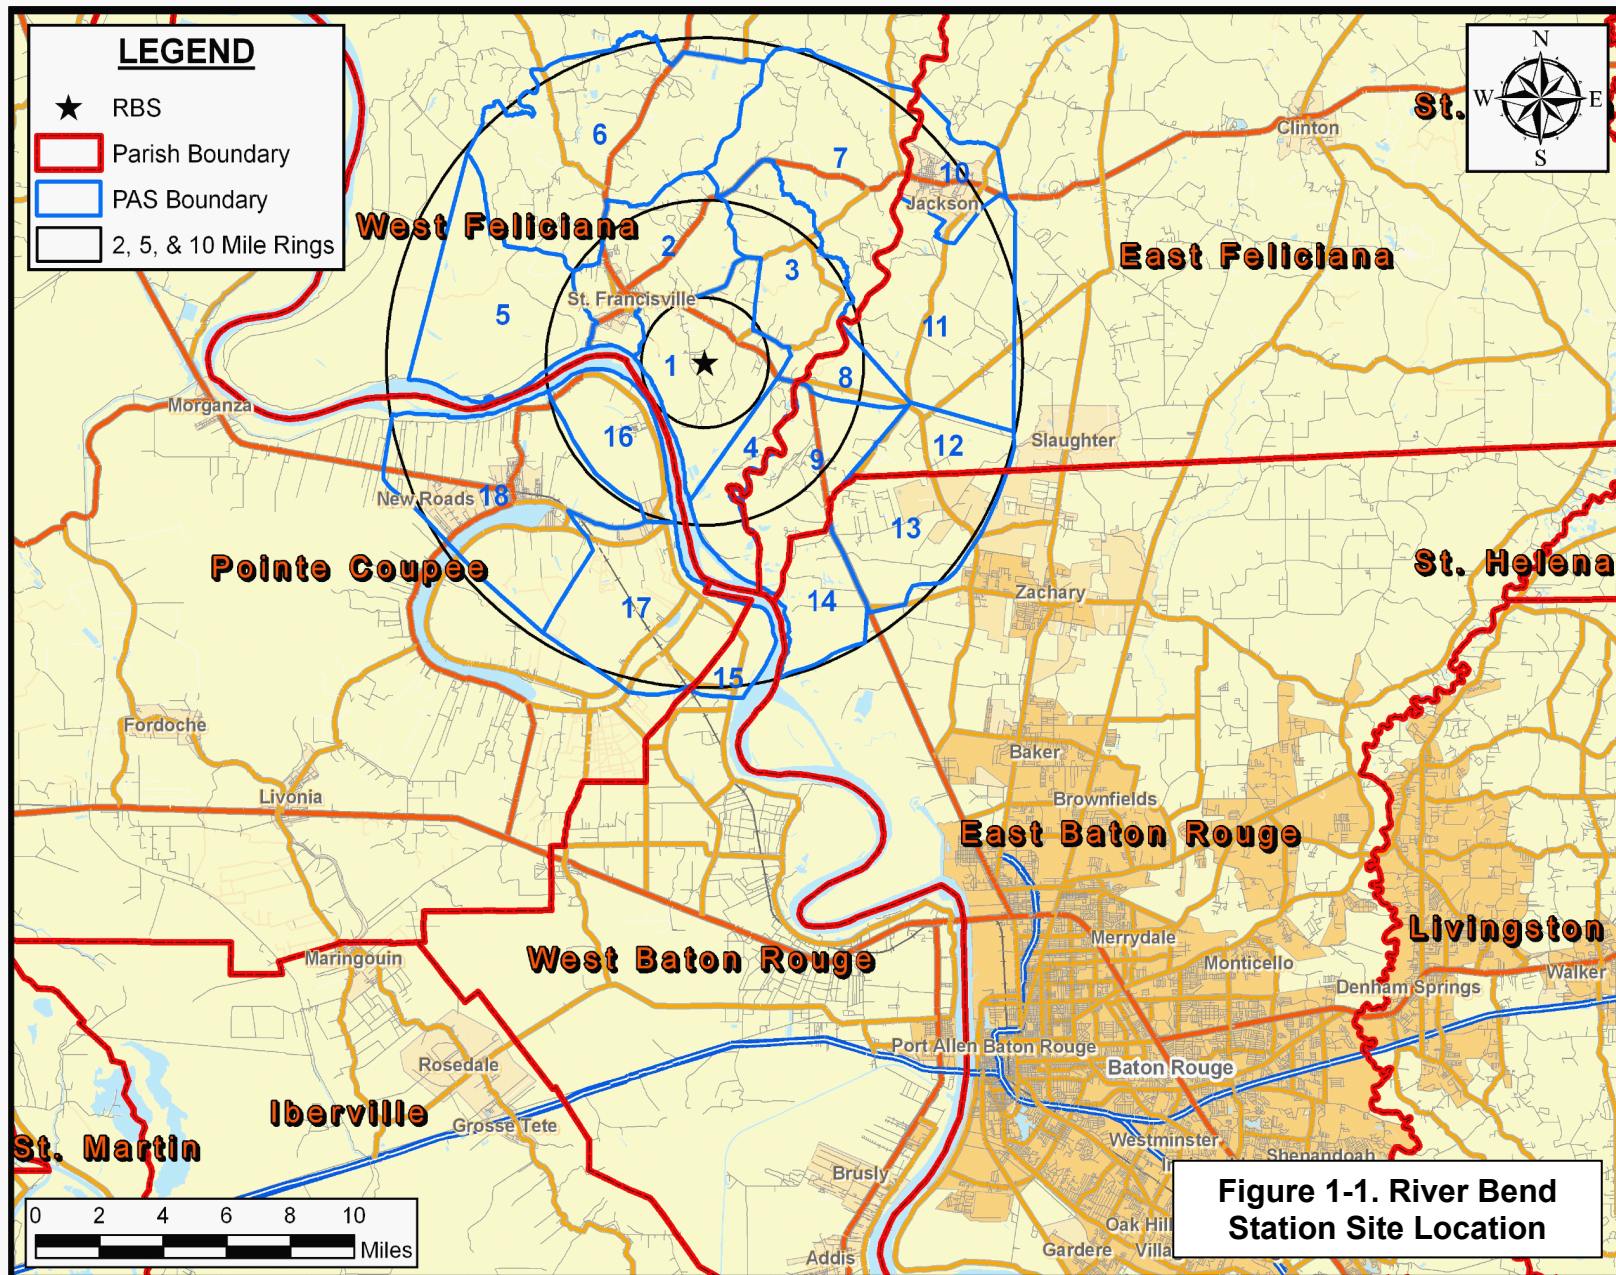 LEGEND
RBS
Parish Boundary
PAS Boundary
2, 5, & 10 Mile Rings
N
W E
S
St.
Clinton
6
7
10
Jackson
West Feliciana
2
3
East Feliciana
St. Francisville
5
11
1
8
Morganza
16
4
9
12
Slaughter
New Roads
18
13
Pointe Coupee
St. Helena
17
14
Zachary
15
Fordoche
Baker
Livonia
Brownfields
East Baton Rouge
Livingston
Merrydale
West Baton Rouge
Maringouin
Monticello
Walker
Denham Springs
Port Allen
Baton Rouge
Rosedale
Baton Rouge
Iberville
Grosse Tete
St. Martin
Westminster
Shenandoah
Brusly
Figure 1-1. River Bend
Station Site Location
0 2 4 6 8 10
Miles
Oak Hill
Gardere
Addis